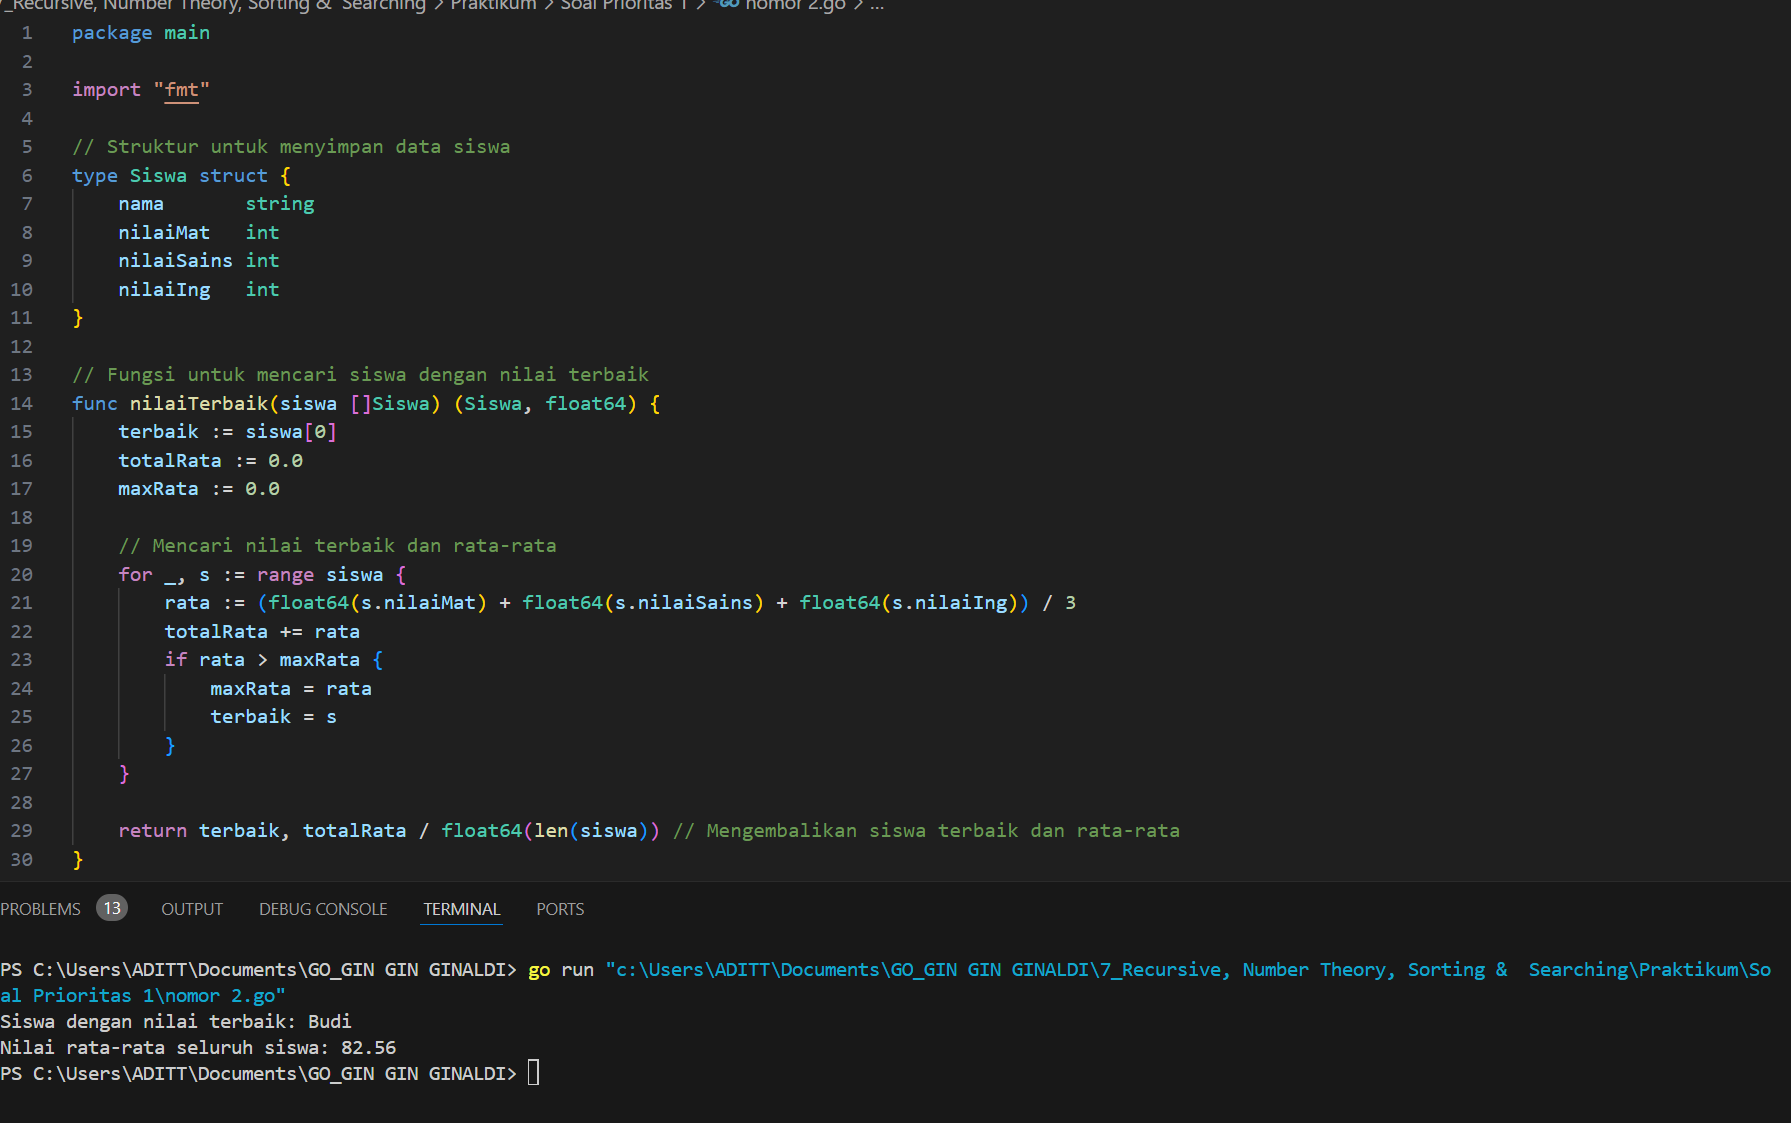 7_Recursive, Number Theory, Sorting & Searching > Praktikum > Soal Prioritas 1 > GO nomor 2.go > ...
1 package main
2
3 import "fmt"
4
5 // Struktur untuk menyimpan data siswa
6 type Siswa struct {
7 nama string
8 nilaiMat int
9 nilaiSains int
10 nilaiIng int
11 }
12
13 // Fungsi untuk mencari siswa dengan nilai terbaik
14 func nilaiTerbaik(siswa []Siswa) (Siswa, float64) {
15 terbaik := siswa[0]
16 totalRata := 0.0
17 maxRata := 0.0
18
19 // Mencari nilai terbaik dan rata-rata
20 for _, s := range siswa {
21 rata := (float64(s.nilaiMat) + float64(s.nilaiSains) + float64(s.nilaiIng)) / 3
22 totalRata += rata
23 if rata > maxRata {
24 maxRata = rata
25 terbaik = s
26 }
27 }
28
29 return terbaik, totalRata / float64(len(siswa)) // Mengembalikan siswa terbaik dan rata-rata
30 }
PROBLEMS 13 OUTPUT DEBUG CONSOLE TERMINAL PORTS
PS C:\Users\ADITT\Documents\GO_GIN GIN GINALDI> go run "c:\Users\ADITT\Documents\GO_GIN GIN GINALDI\7_Recursive, Number Theory, Sorting &  Searching\Praktikum\So
al Prioritas 1\nomor 2.go"
Siswa dengan nilai terbaik: Budi
Nilai rata-rata seluruh siswa: 82.56
PS C:\Users\ADITT\Documents\GO_GIN GIN GINALDI>